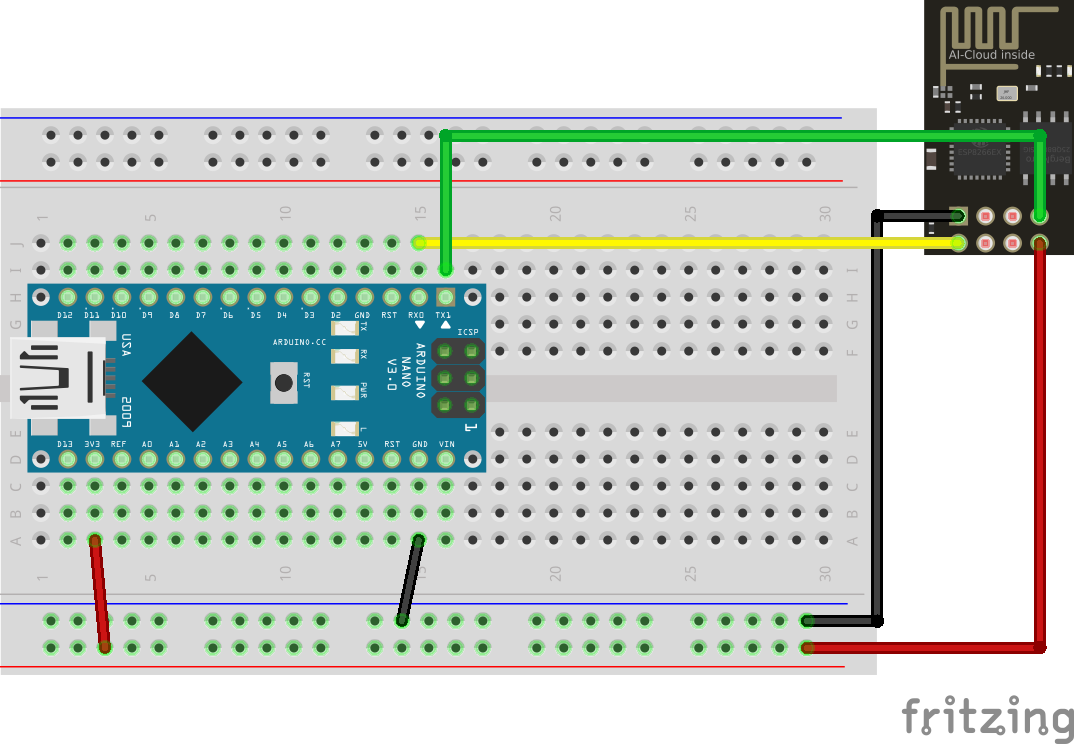 AI-Cloud inside
ESP8266EX
1 5 10 15 20 25 30
J
I
H
G
F
D12 D11 D10 D9 D8 D7 D6 D5 D4 D3 D2 GND RST RX0 TX1
TX
RX
PWR
L
ICSP
1
USA
2009
ARDUINO.CC
RST
ARDUINO
NANO
V3.0
D13 3V3 REF A0 A1 A2 A3 A4 A5 A6 A7 5V RST GND VIN
J
I
H
G
F
E
D
C
B
A
E
D
C
B
A
1 5 10 15 20 25 30
fritzing